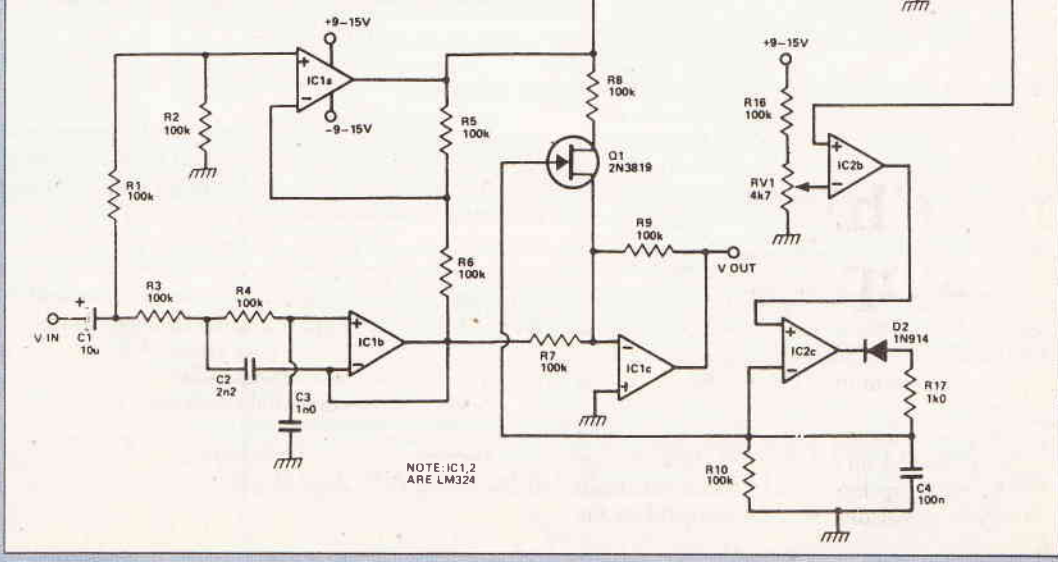 +9–15V
+
IC1a
–
–9–15V
R2
100k
R1
100k
R5
100k
R8
100k
Q1
2N3819
+9–15V
R16
100k
RV1
4k7
+
IC2b
–
R9
100k
V OUT
R6
100k
R3
100k
R4
100k
+
V IN
C1
10u
+
IC1b
–
C2
2n2
C3
1n0
R7
100k
–
IC1c
+
+
IC2c
–
D2
1N914
R17
1k0
R10
100k
C4
100n
NOTE: IC1,2
ARE LM324